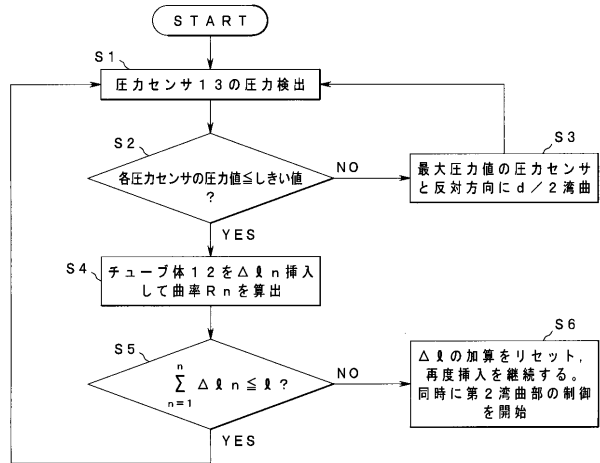 START
S1
圧力センサ13の圧力検出
S2
各圧力センサの圧力値≦しきい値
?
NO
YES
S3
最大圧力値の圧力センサ
と反対方向にd/2湾曲
S4
チューブ体12をΔℓn挿入
して曲率Rnを算出
S5
n
Σ Δℓn≦ℓ?
n=1
NO
YES
S6
Δℓの加算をリセット,
再度挿入を継続する。
同時に第2湾曲部の制御
を開始